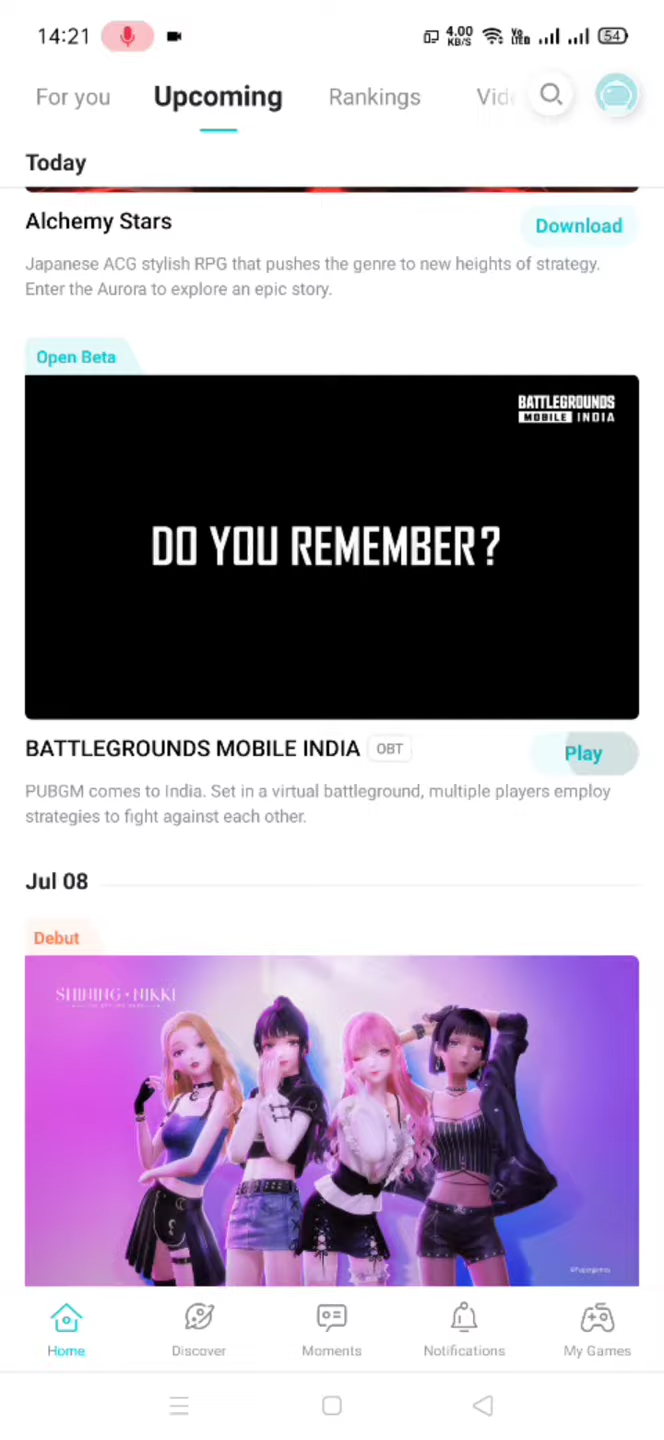 14:21
4.00
KB/S
Vo
LTE
54
For you
Upcoming
Rankings
Today
Alchemy Stars
Download
Japanese ACG stylish RPG that pushes the genre to new heights of strategy.
Enter the Aurora to explore an epic story.
Open Beta
BATTLEGROUNDS
MOBILE INDIA
DO YOU REMEMBER?
BATTLEGROUNDS MOBILE INDIA OBT
Play
PUBGM comes to India. Set in a virtual battleground, multiple players employ
strategies to fight against each other.
Jul 08
Debut
SHINING NIKKI
Home
Discover
Moments
Notifications
My Games